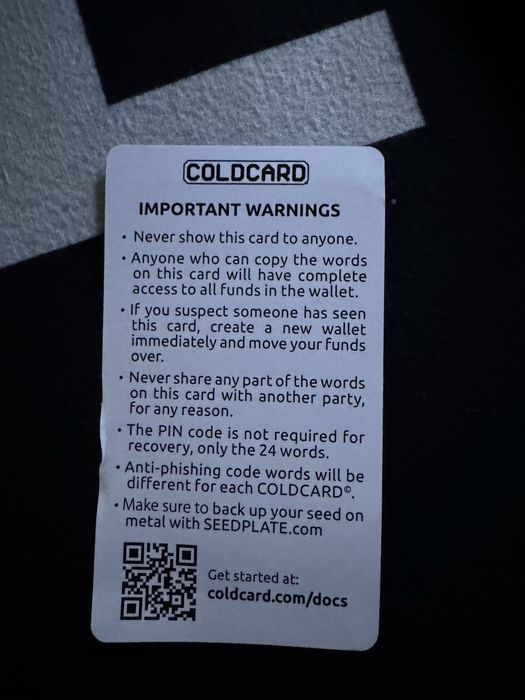 COLDCARD
IMPORTANT WARNINGS
• Never show this card to anyone.
• Anyone who can copy the words
on this card will have complete
access to all funds in the wallet.
• If you suspect someone has seen
this card, create a new wallet
immediately and move your funds
over.
• Never share any part of the words
on this card with another party,
for any reason.
• The PIN code is not required for
recovery, only the 24 words.
• Anti-phishing code words will be
different for each COLDCARD©.
• Make sure to back up your seed on
metal with SEEDPLATE.com
Get started at:
coldcard.com/docs